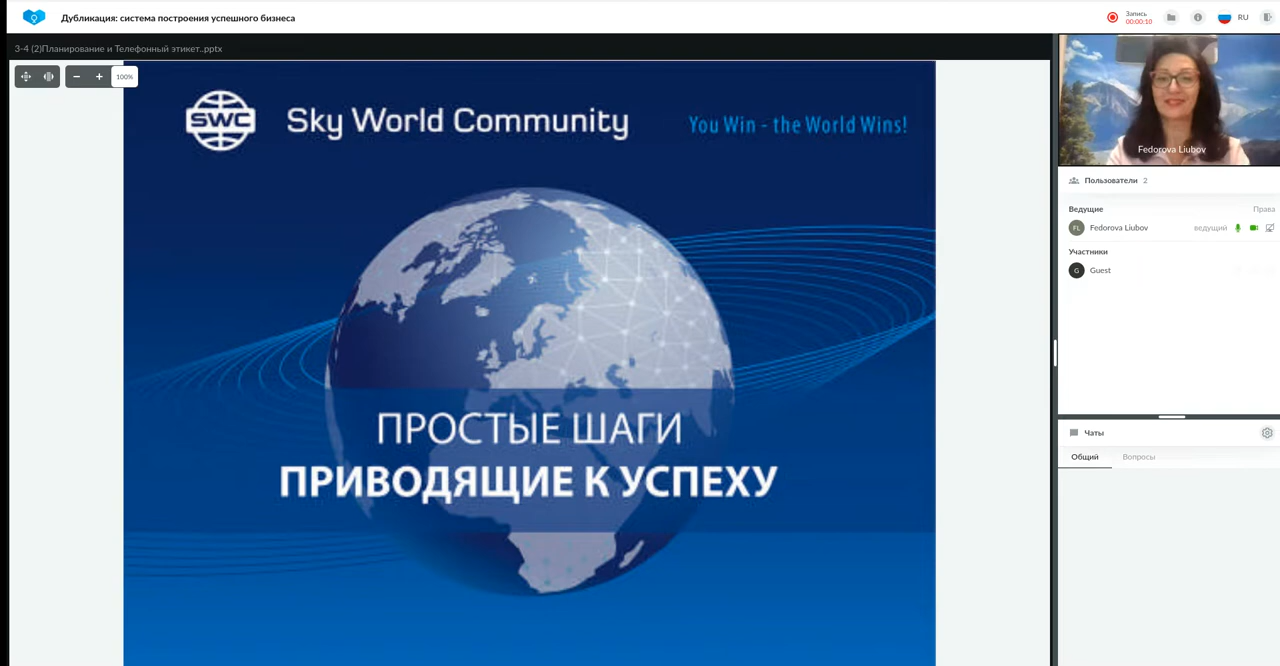 Дубликация: система построения успешного бизнеса
Запись
00:00:10
RU
3-4 (2)Планирование и Телефонный этикет..pptx
100%
SWC
Sky World Community
You Win - the World Wins!
ПРОСТЫЕ ШАГИ
ПРИВОДЯЩИЕ К УСПЕХУ
Fedorova Liubov
Пользователи 2
Ведущие
Права
FL
Fedorova Liubov
ведущий
Участники
G
Guest
Чаты
Общий
Вопросы